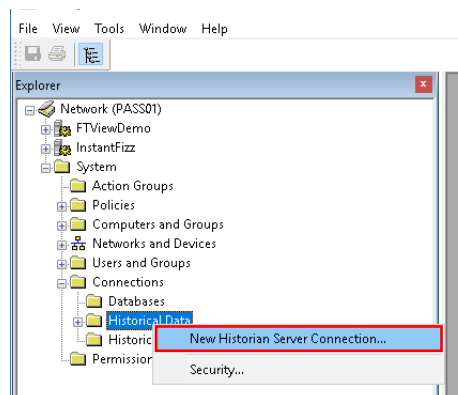 File View Tools Window Help
Explorer
Network (PASS01)
FTViewDemo
InstantFizz
System
Action Groups
Policies
Computers and Groups
Networks and Devices
Users and Groups
Connections
Databases
Historical Data
Historic
New Historian Server Connection...
Permission
Security...